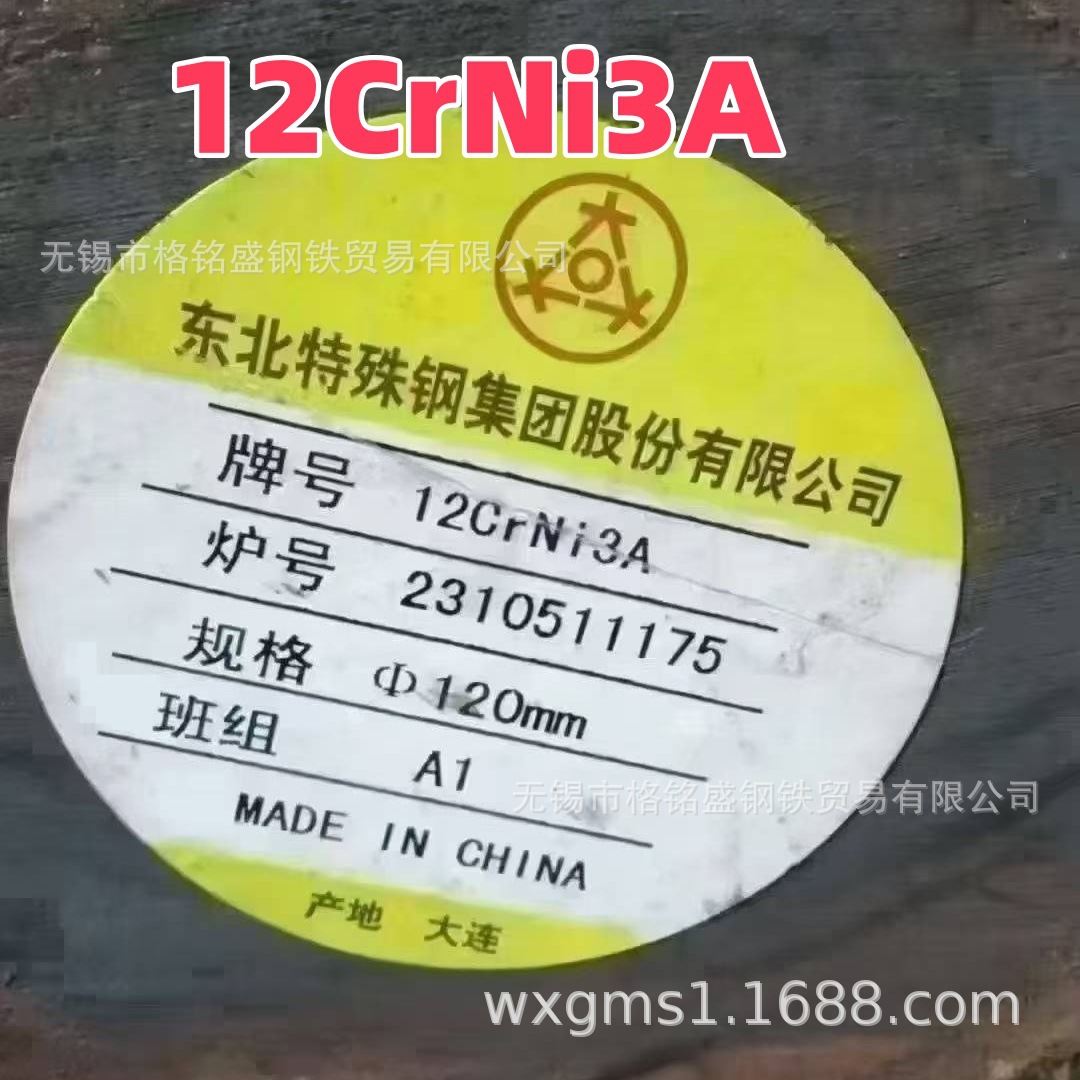 12CrNi3A
无锡市格铭盛钢铁贸易有限公司
东北特殊钢集团股份有限公司
牌号 12CrNi3A
炉号 2310511175
规格 Φ120mm
班组 A1
无锡市格铭盛钢铁贸易有限公司
MADE IN CHINA
产地 大连
wxgms1.1688.com